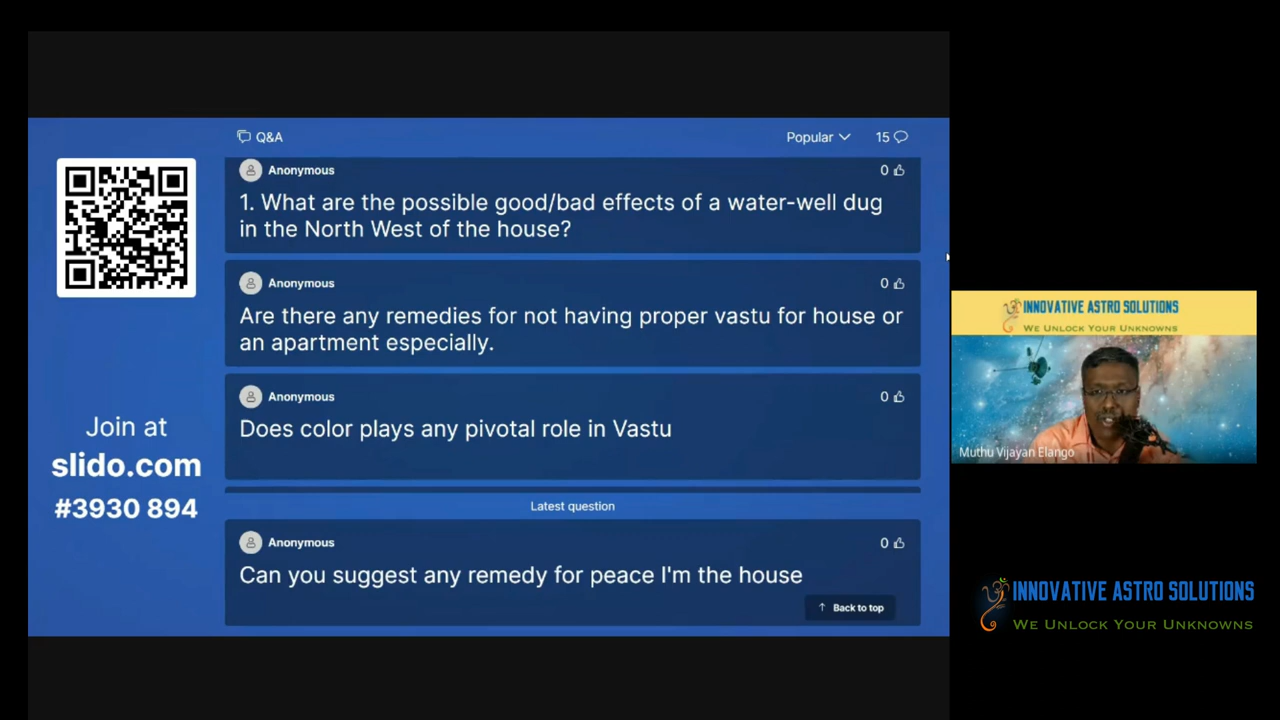 Q&A
Popular
15
Anonymous
0
1. What are the possible good/bad effects of a water-well dug
in the North West of the house?
Anonymous
0
Are there any remedies for not having proper vastu for house or
an apartment especially.
Anonymous
0
Does color plays any pivotal role in Vastu
Latest question
Anonymous
0
Can you suggest any remedy for peace I'm the house
↑ Back to top
Join at
slido.com
#3930 894
INNOVATIVE ASTRO SOLUTIONS
WE UNLOCK YOUR UNKNOWNS
Muthu Vijayan Elango
INNOVATIVE ASTRO SOLUTIONS
WE UNLOCK YOUR UNKNOWNS